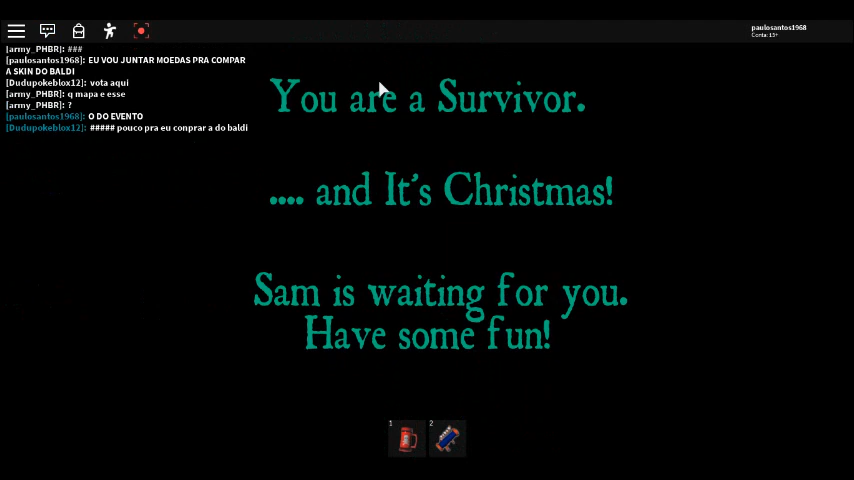 paulosantos1968
Conta: 13+
[army_PHBR]: ###
[paulosantos1968]: EU VOU JUNTAR MOEDAS PRA COMPAR
A SKIN DO BALDI
[Dudupokeblox12]: vota aqui
[army_PHBR]: q mapa e esse
[army_PHBR]: ?
[paulosantos1968]: O DO EVENTO
[Dudupokeblox12]: ##### pouco pra eu conprar a do baldi
You are a Survivor.
.... and It's Christmas!
Sam is waiting for you.
Have some fun!
1
2